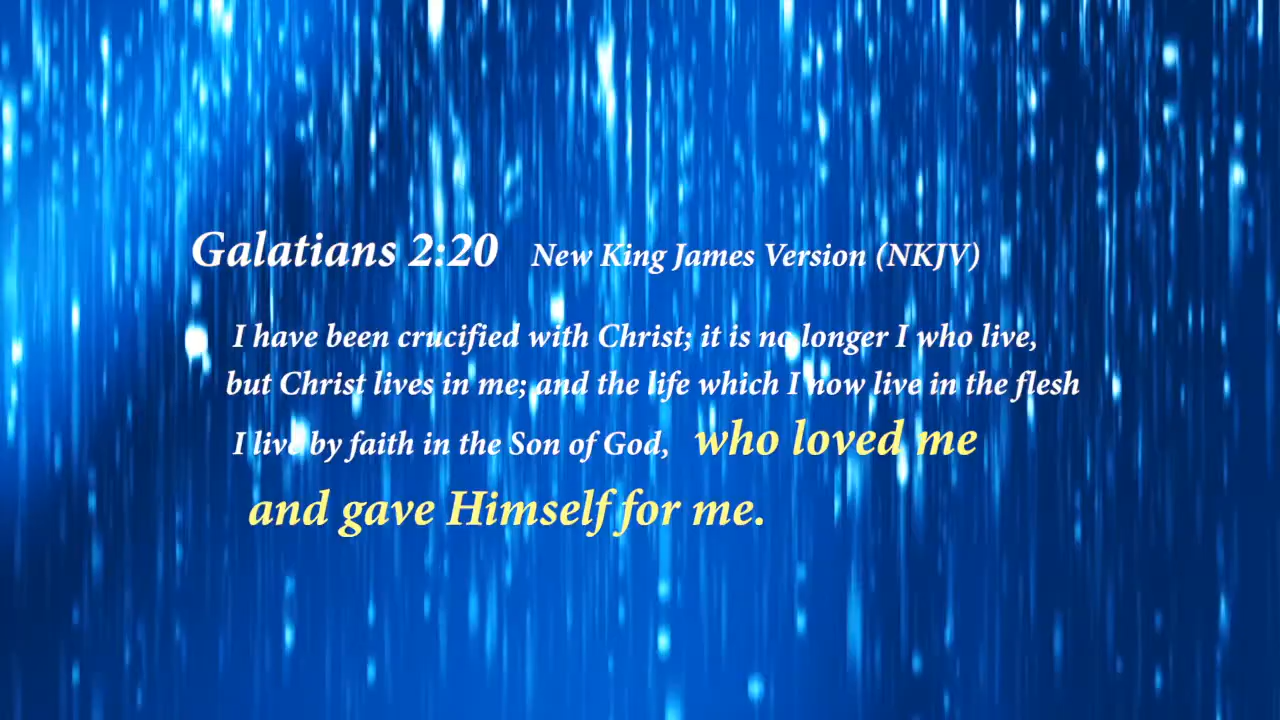 Galatians 2:20 New King James Version (NKJV)
I have been crucified with Christ; it is no longer I who live,
but Christ lives in me; and the life which I now live in the flesh
I live by faith in the Son of God, who loved me
and gave Himself for me.